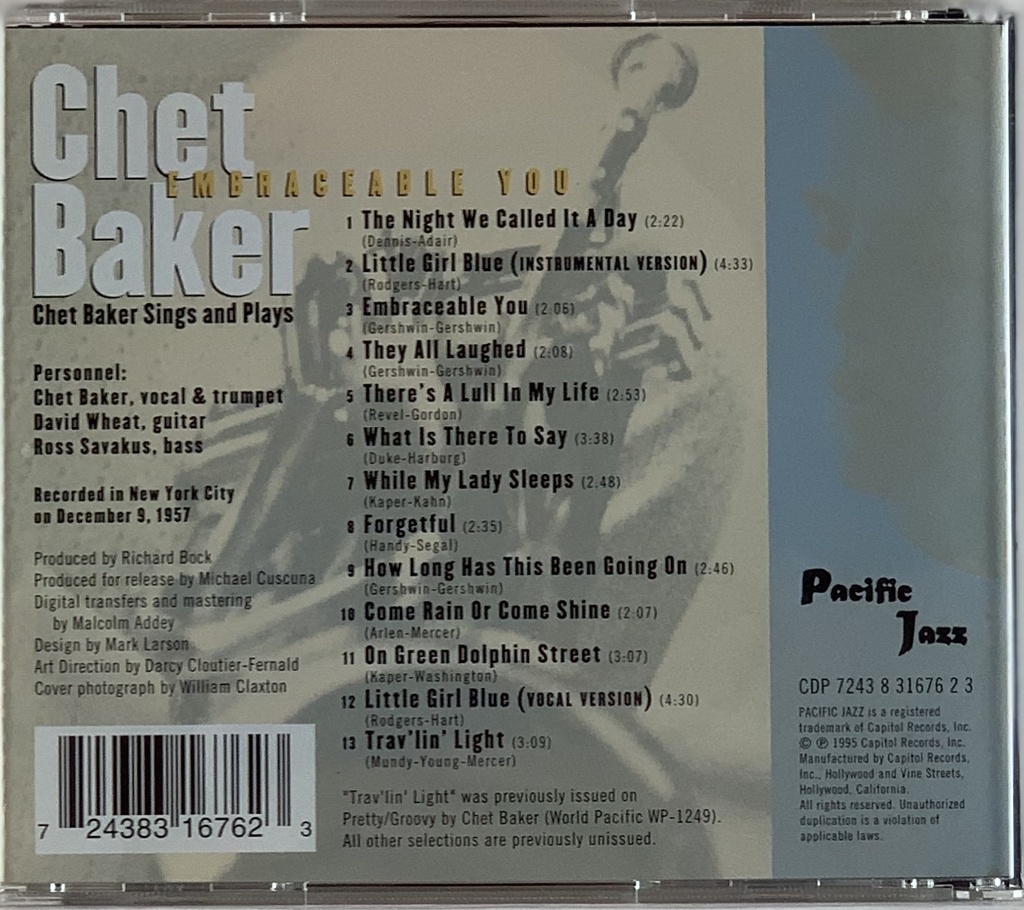 Chet
Baker
EMBRACEABLE YOU
Chet Baker Sings and Plays
Personnel:
Chet Baker, vocal & trumpet
David Wheat, guitar
Ross Savakus, bass
Recorded in New York City
on December 9, 1957
Produced by Richard Bock
Produced for release by Michael Cuscuna
Digital transfers and mastering
by Malcolm Addey
Design by Mark Larson
Art Direction by Darcy Cloutier-Fernald
Cover photograph by William Claxton
7 24383 16762 3
1 The Night We Called It A Day (2:22)
(Dennis-Adair)
2 Little Girl Blue (INSTRUMENTAL VERSION) (4:33)
(Rodgers-Hart)
3 Embraceable You (2:06)
(Gershwin-Gershwin)
4 They All Laughed (2:08)
(Gershwin-Gershwin)
5 There's A Lull In My Life (2:53)
(Revel-Gordon)
6 What Is There To Say (3:38)
(Duke-Harburg)
7 While My Lady Sleeps (2:48)
(Kaper-Kahn)
8 Forgetful (2:35)
(Handy-Segal)
9 How Long Has This Been Going On (2:46)
(Gershwin-Gershwin)
10 Come Rain Or Come Shine (2:07)
(Arlen-Mercer)
11 On Green Dolphin Street (3:07)
(Kaper-Washington)
12 Little Girl Blue (VOCAL VERSION) (4:30)
(Rodgers-Hart)
13 Trav'lin' Light (3:09)
(Mundy-Young-Mercer)
"Trav'lin' Light" was previously issued on
Pretty/Groovy by Chet Baker (World Pacific WP-1249).
All other selections are previously unissued.
Pacific
Jazz
CDP 7243 8 31676 2 3
PACIFIC JAZZ is a registered
trademark of Capitol Records, Inc.
© ℗ 1995 Capitol Records, Inc.
Manufactured by Capitol Records,
Inc., Hollywood and Vine Streets,
Hollywood, California.
All rights reserved. Unauthorized
duplication is a violation of
applicable laws.